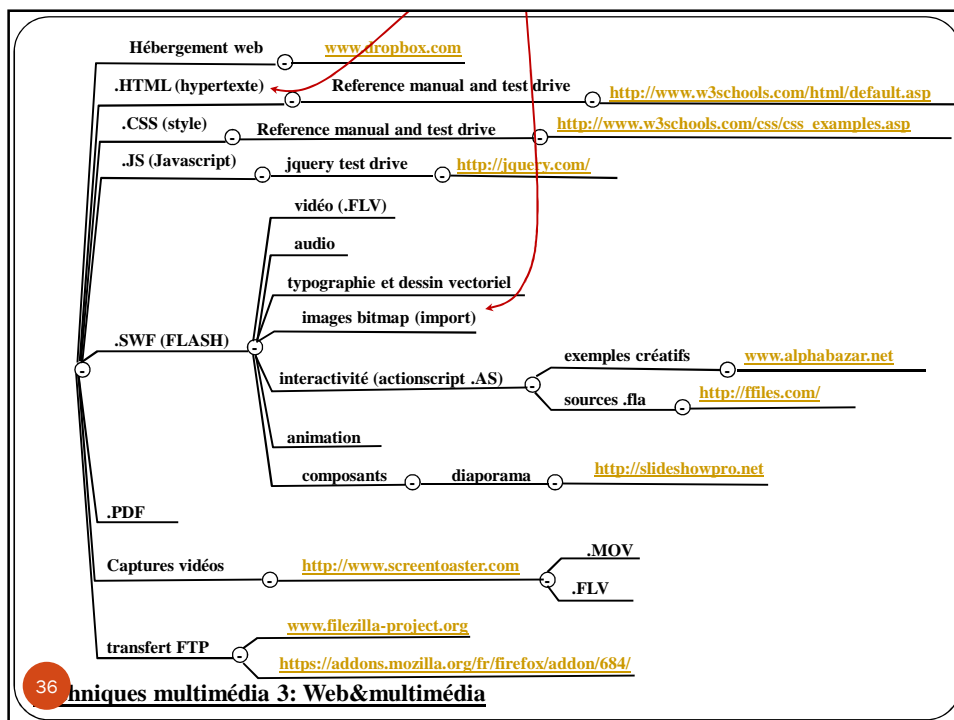 Hébergement web
www.dropbox.com
.HTML (hypertexte)
Reference manual and test drive
http://www.w3schools.com/html/default.asp
.CSS (style)
Reference manual and test drive
http://www.w3schools.com/css/css_examples.asp
.JS (Javascript)
jquery test drive
http://jquery.com/
.SWF (FLASH)
vidéo (.FLV)
audio
typographie et dessin vectoriel
images bitmap (import)
interactivité (actionscript .AS)
exemples créatifs
www.alphabazar.net
sources .fla
http://ffiles.com/
animation
composants
diaporama
http://slideshowpro.net
.PDF
Captures vidéos
http://www.screentoaster.com
.MOV
.FLV
transfert FTP
www.filezilla-project.org
https://addons.mozilla.org/fr/firefox/addon/684/
36
hniques multimédia 3: Web&multimédia